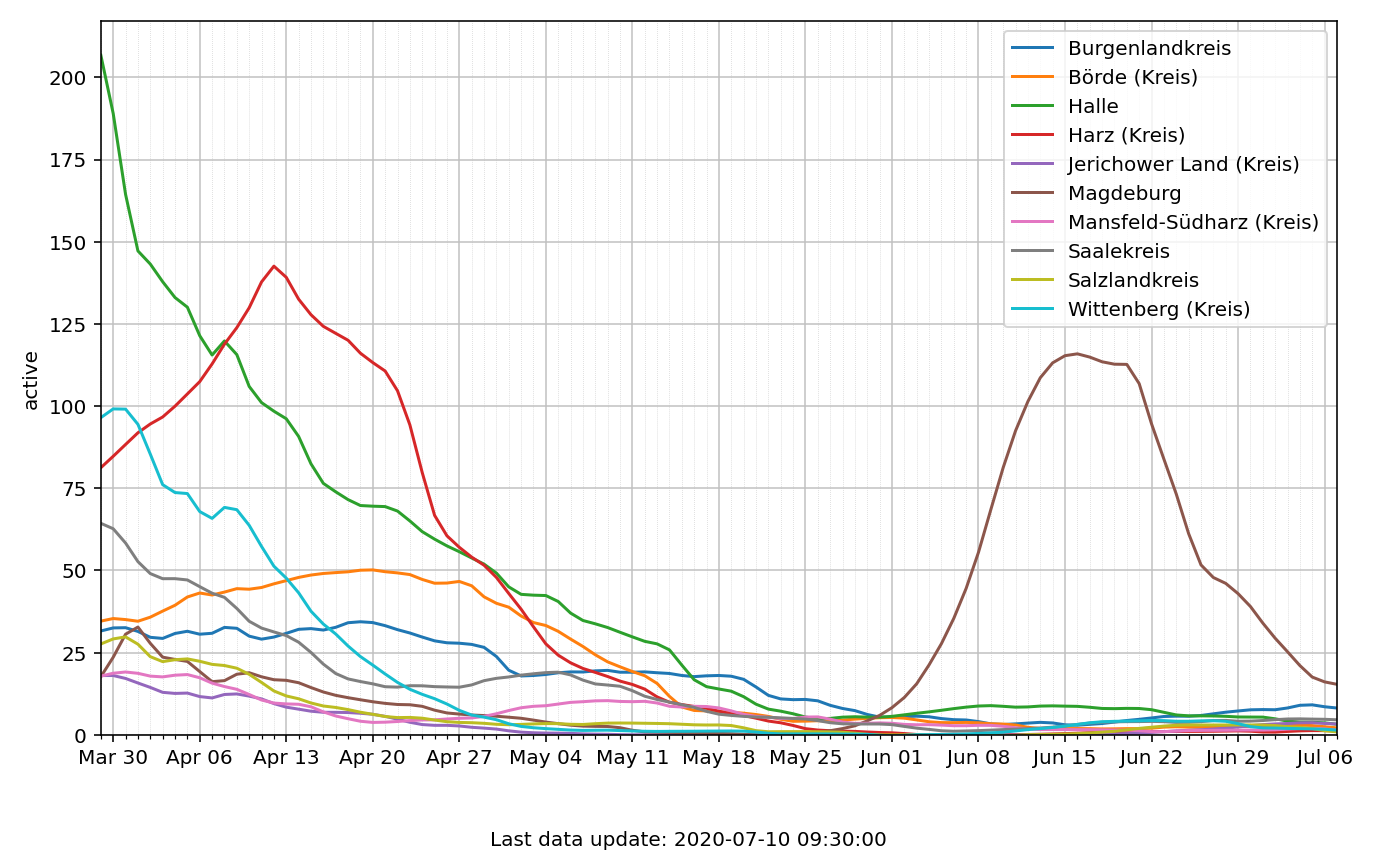 200
175
150
125
100
75
50
25
0
active
Burgenlandkreis
Börde (Kreis)
Halle
Harz (Kreis)
Jerichower Land (Kreis)
Magdeburg
Mansfeld-Südharz (Kreis)
Saalekreis
Salzlandkreis
Wittenberg (Kreis)
Mar 30 Apr 06 Apr 13 Apr 20 Apr 27 May 04 May 11 May 18 May 25 Jun 01 Jun 08 Jun 15 Jun 22 Jun 29 Jul 06
Last data update: 2020-07-10 09:30:00